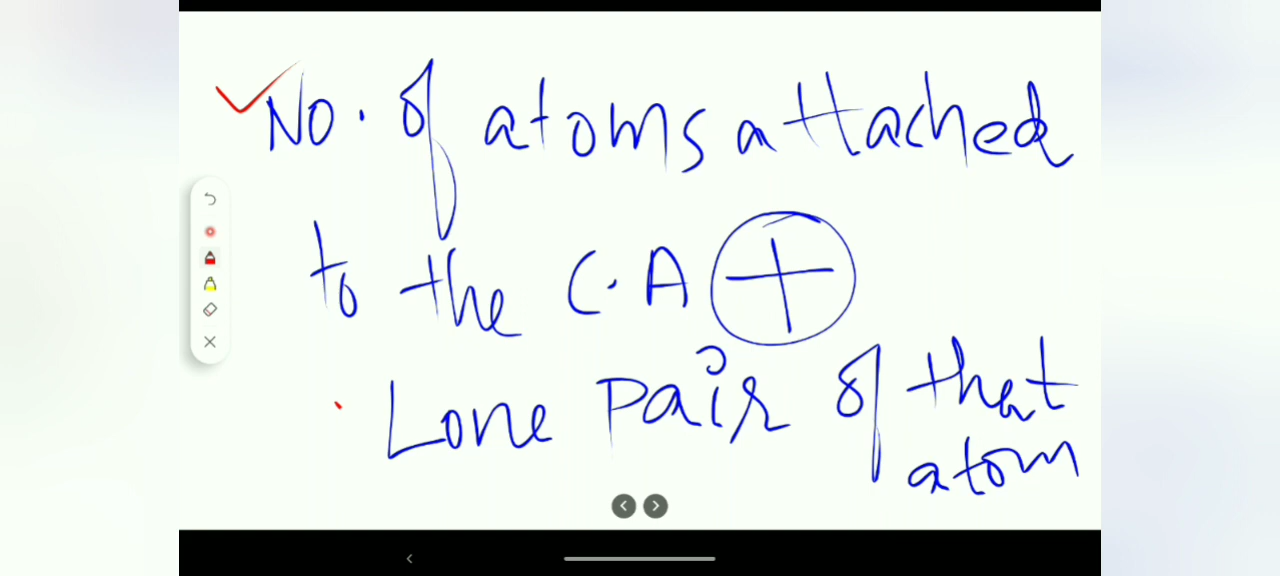 No. of atoms attached
to the C.A +
Lone pair of that
atom